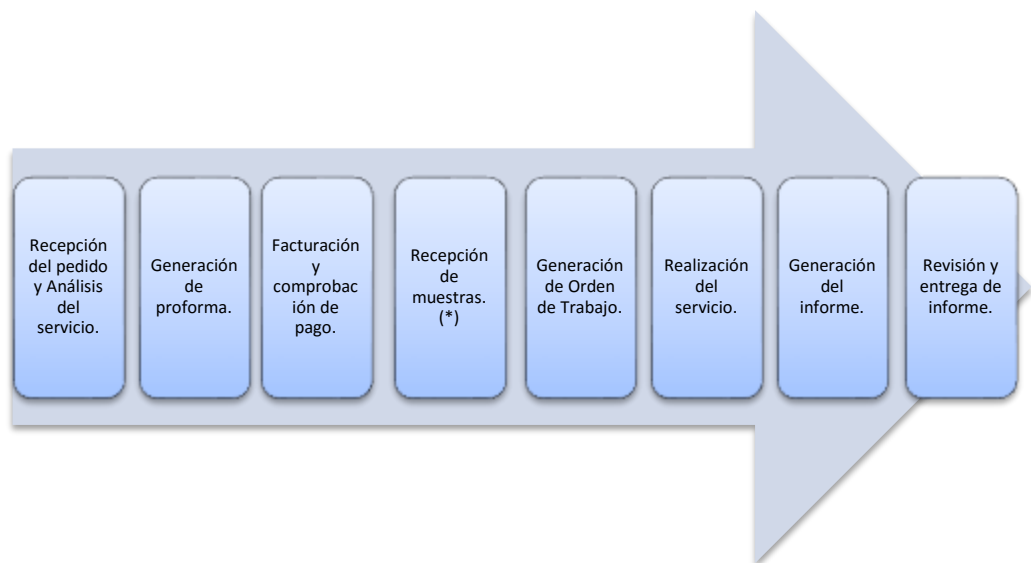 Recepción
del pedido
y Análisis
del
servicio.
Generación
de
proforma.
Facturación
y
comprobac
ión de
pago.
Recepción
de
muestras.
(*)
Generación
de Orden
de Trabajo.
Realización
del
servicio.
Generación
del
informe.
Revisión y
entrega de
informe.